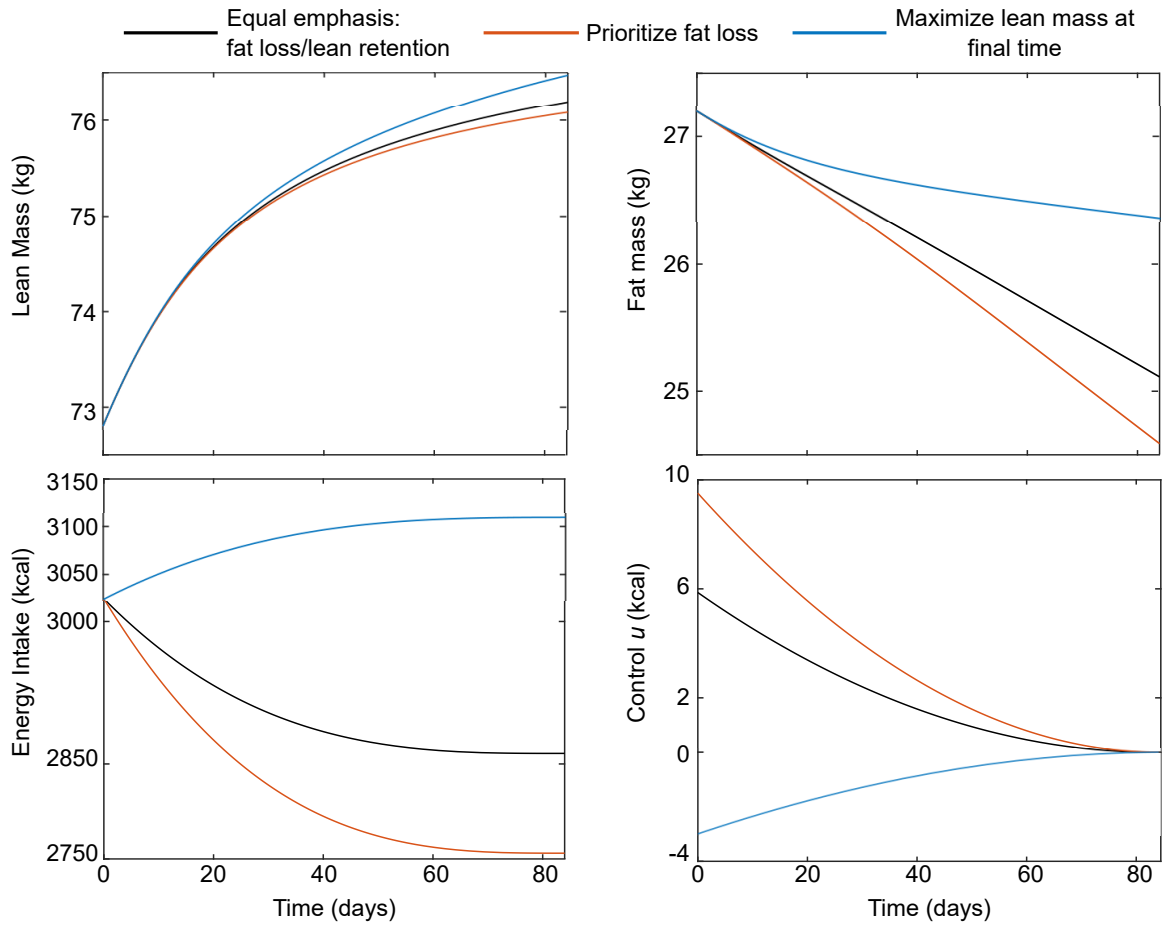 Equal emphasis:
fat loss/lean retention
Prioritize fat loss
Maximize lean mass at
final time
76
75
74
73
Lean Mass (kg)
27
26
25
Fat mass (kg)
3150
3100
3050
3000
2850
2750
Energy Intake (kcal)
0
20
40
60
80
Time (days)
10
6
2
0
-4
Control u (kcal)
0
20
40
60
80
Time (days)